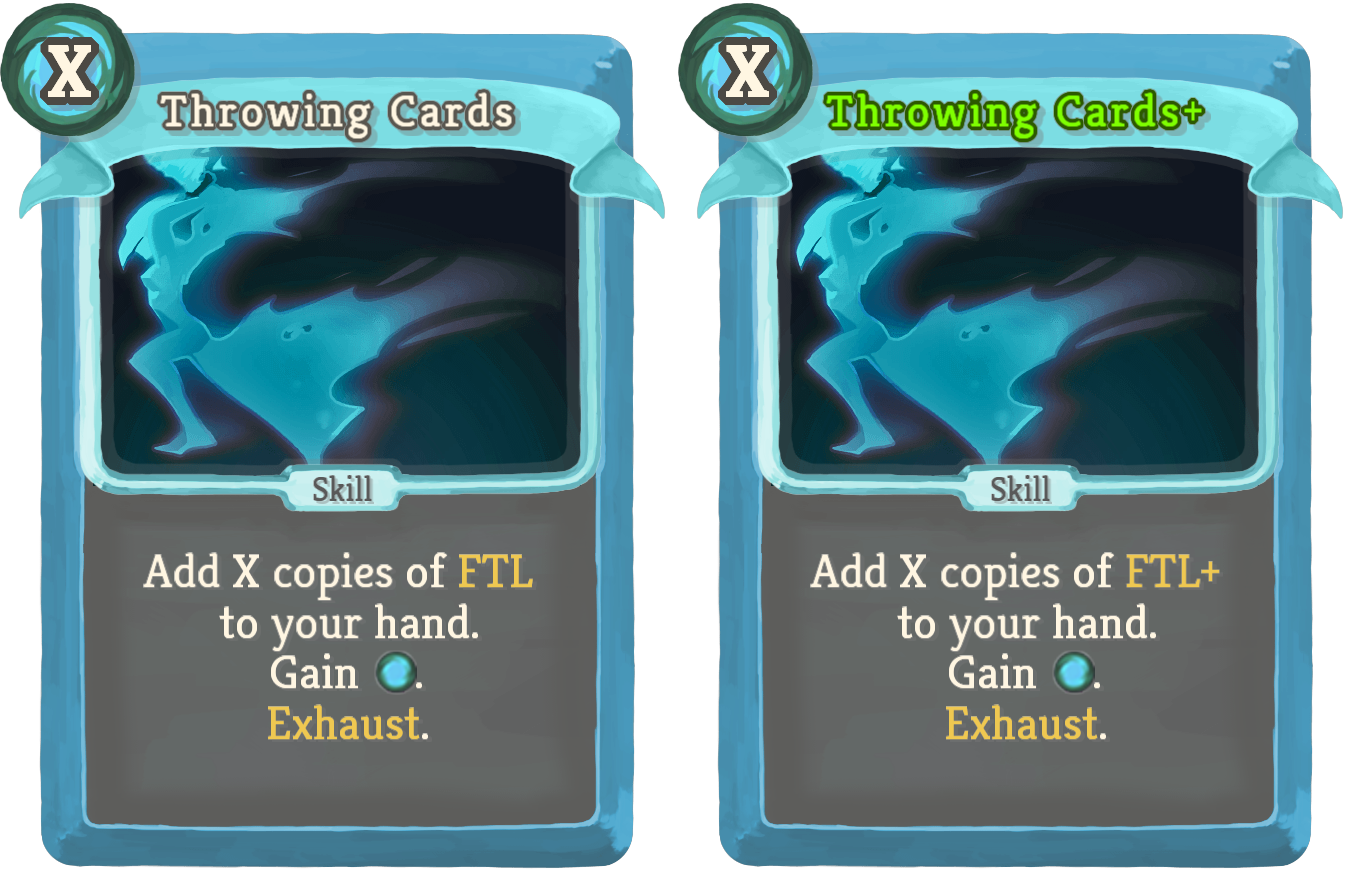 X
Throwing Cards
Skill
Add X copies of FTL
to your hand.
Gain .
Exhaust.
X
Throwing Cards+
Skill
Add X copies of FTL+
to your hand.
Gain .
Exhaust.